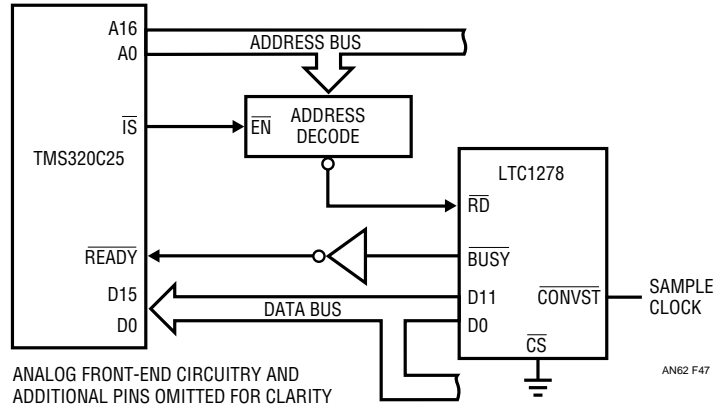 A16
ADDRESS BUS
A0
IS
EN
ADDRESS
DECODE
TMS320C25
LTC1278
RD
READY
BUSY
SAMPLE
CLOCK
CONVST
D15
D11
DATA BUS
D0
D0
CS
ANALOG FRONT-END CIRCUITRY AND
ADDITIONAL PINS OMITTED FOR CLARITY
AN62 F47